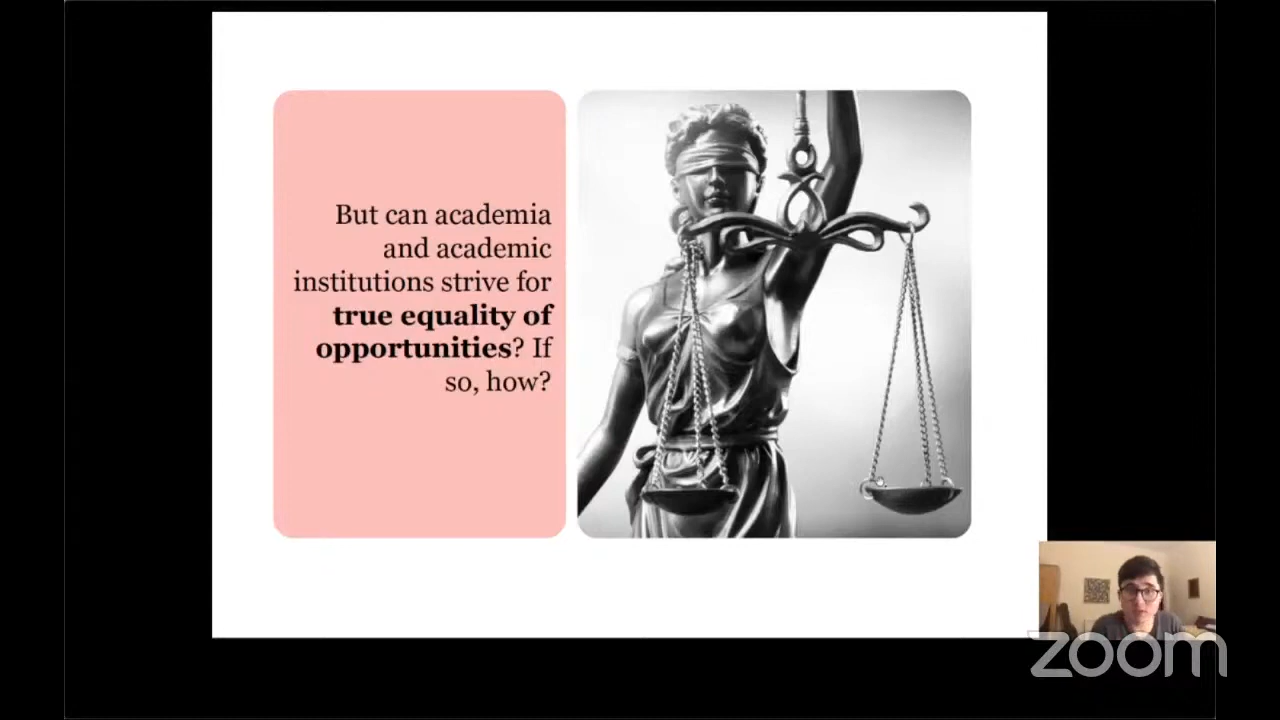 But can academia
and academic
institutions strive for
true equality of
opportunities? If
so, how?
zoom